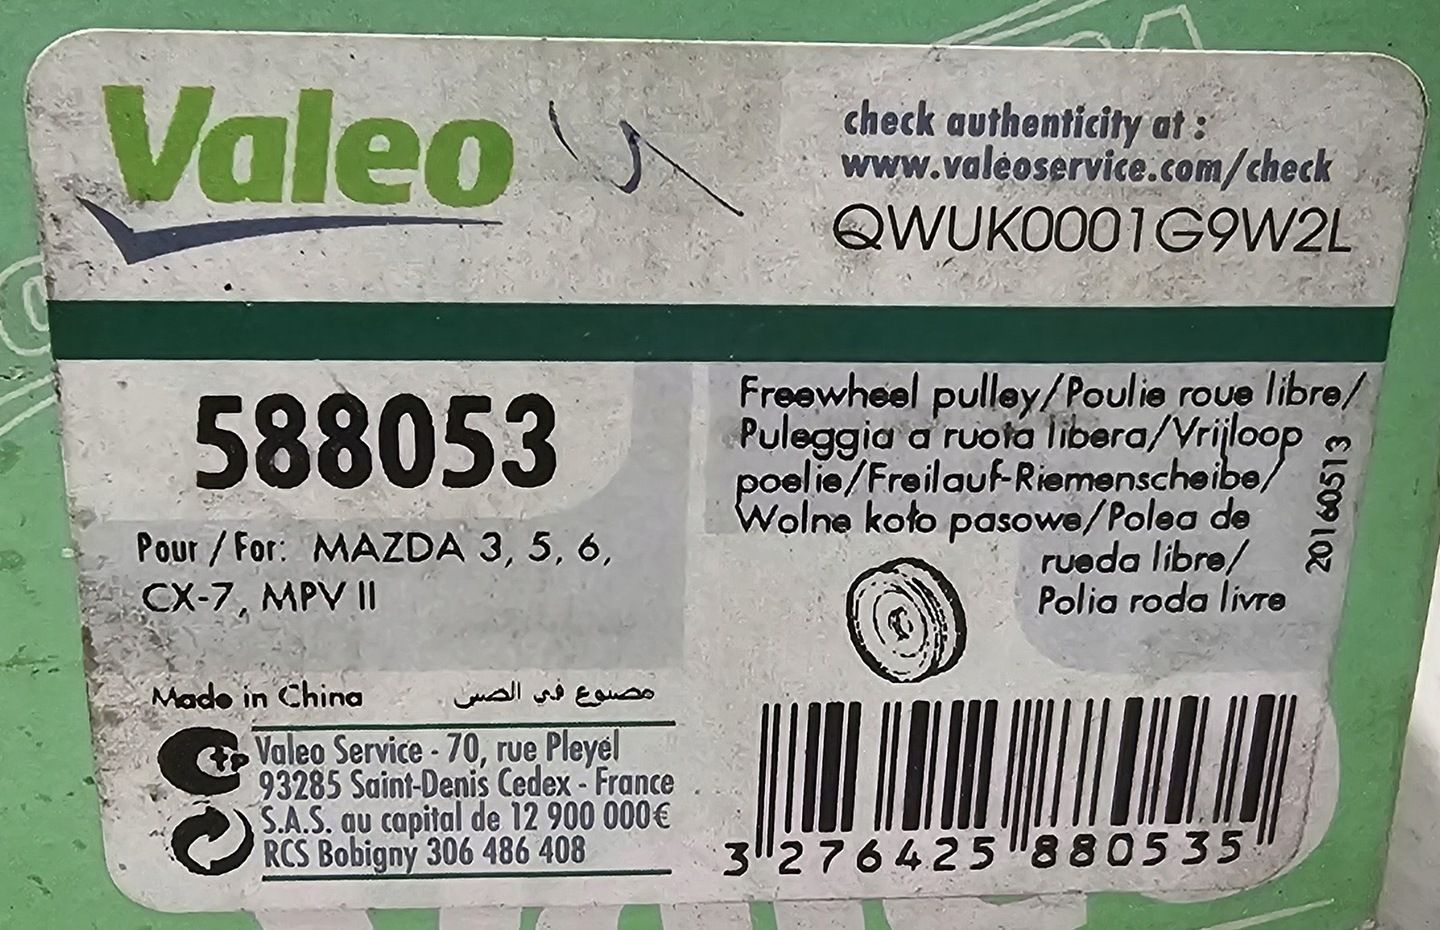 Valeo
check authenticity at :
www.valeoservice.com/check
QWUK0001G9W2L
588053
Pour / For: MAZDA 3, 5, 6,
CX-7, MPV II
Freewheel pulley/Poulie roue libre/
Puleggia a ruota libera/Vrijloop
poelie/Freilauf-Riemenscheibe/
Wolne koło pasowe/Polea de
rueda libre/
Polia roda livre
20160513
Made in China
مصنوع في الصين
Valeo Service - 70, rue Pleyel
93285 Saint-Denis Cedex - France
S.A.S. au capital de 12 900 000€
RCS Bobigny 306 486 408
3 276425 880535